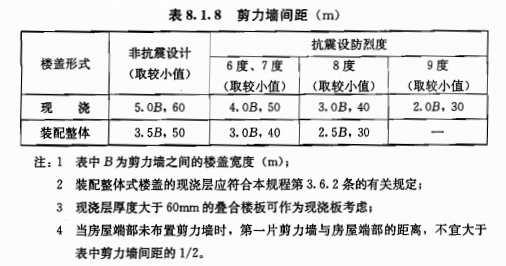 表8.1.8 剪力墙间距（m）
楼盖形式 非抗震设计（取较小值） 抗震设防烈度
6度、7度（取较小值） 8度（取较小值） 9度（取较小值）
现 浇 5.0B，60 4.0B，50 3.0B，40 2.0B，30
装配整体 3.5B，50 3.0B，40 2.5B，30 —
注：1 表中B为剪力墙之间的楼盖宽度（m）；
2 装配整体式楼盖的现浇层应符合本规程第3.6.2条的有关规定；
3 现浇层厚度大于60mm的叠合楼板可作为现浇板考虑；
4 当房屋端部未布置剪力墙时，第一片剪力墙与房屋端部的距离，不宜大于
表中剪力墙间距的1/2。